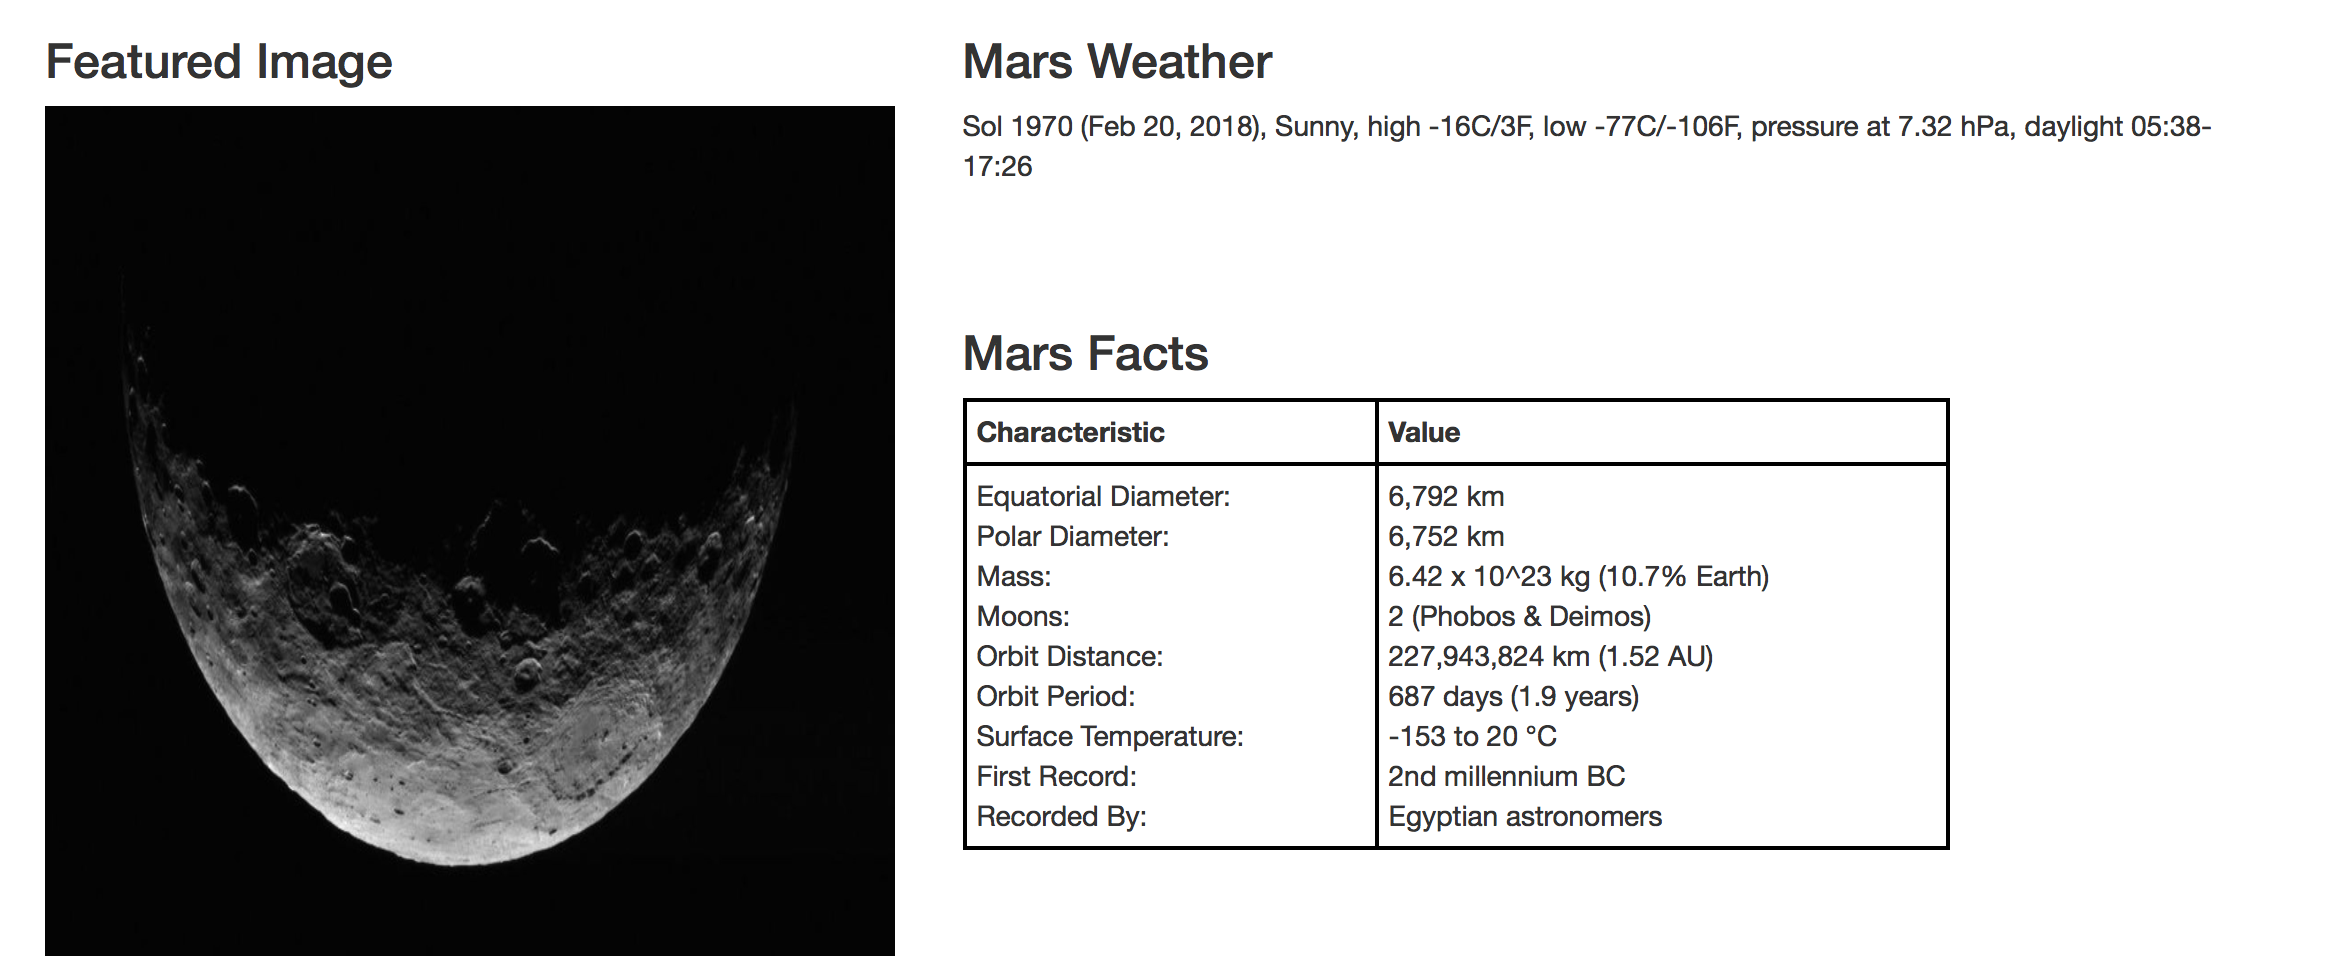 Featured Image
Mars Weather
Sol 1970 (Feb 20, 2018), Sunny, high -16C/3F, low -77C/-106F, pressure at 7.32 hPa, daylight 05:38-
17:26
Mars Facts
Characteristic Value
Equatorial Diameter: 6,792 km
Polar Diameter: 6,752 km
Mass: 6.42 x 10^23 kg (10.7% Earth)
Moons: 2 (Phobos & Deimos)
Orbit Distance: 227,943,824 km (1.52 AU)
Orbit Period: 687 days (1.9 years)
Surface Temperature: -153 to 20 °C
First Record: 2nd millennium BC
Recorded By: Egyptian astronomers